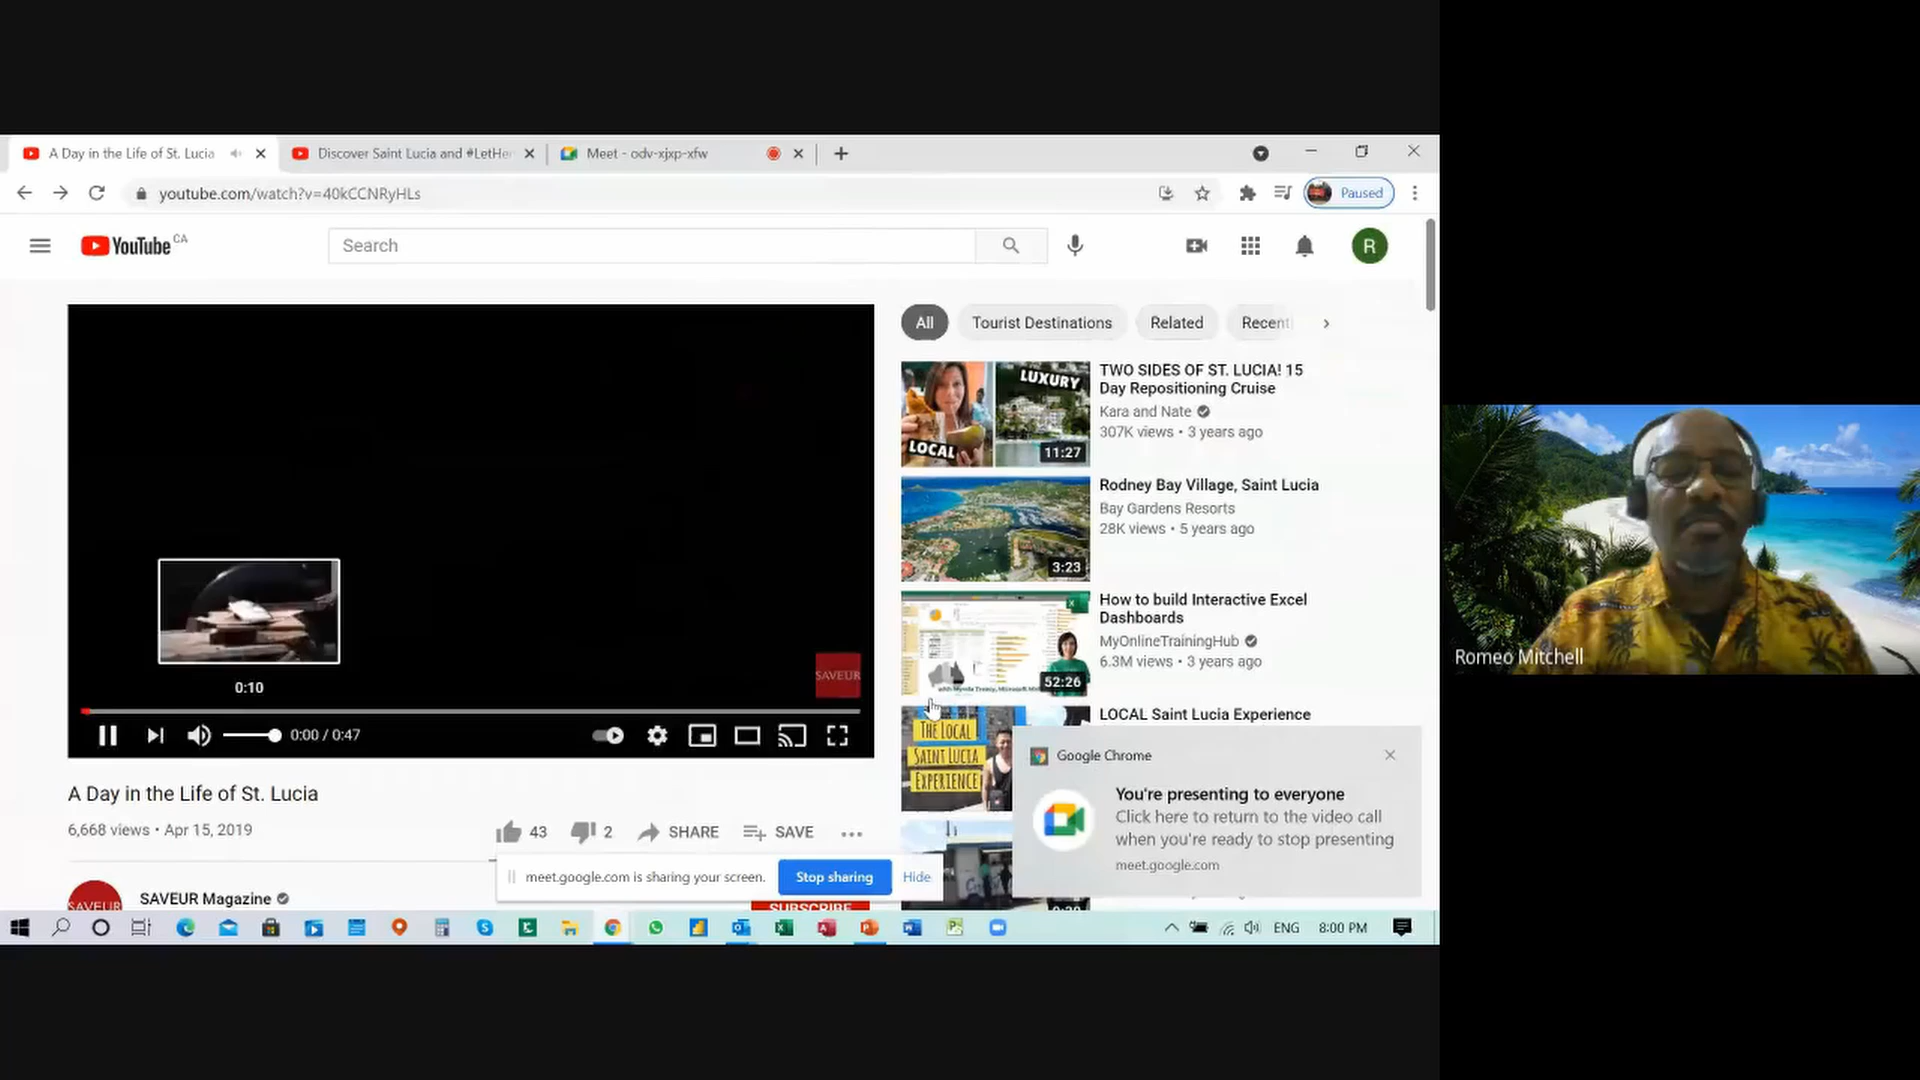 A Day in the Life of St. Lucia
Discover Saint Lucia and #LetHer
Meet - odv-xjxp-xfw
youtube.com/watch?v=40kCCNRyHLs
Paused
YouTube CA
Search
R
All
Tourist Destinations
Related
Recent
LUXURY
LOCAL
11:27
TWO SIDES OF ST. LUCIA! 15
Day Repositioning Cruise
Kara and Nate
307K views • 3 years ago
3:23
Rodney Bay Village, Saint Lucia
Bay Gardens Resorts
28K views • 5 years ago
52:26
How to build Interactive Excel
Dashboards
MyOnlineTrainingHub
6.3M views • 3 years ago
THE LOCAL
SAINT LUCIA
EXPERIENCE
LOCAL Saint Lucia Experience
0:10
SAVEUR
0:00 / 0:47
A Day in the Life of St. Lucia
6,668 views • Apr 15, 2019
43
2
SHARE
SAVE
Google Chrome
You're presenting to everyone
Click here to return to the video call
when you're ready to stop presenting
meet.google.com
meet.google.com is sharing your screen.
Stop sharing
Hide
SAVEUR
SAVEUR Magazine
SUBSCRIBE
ENG
8:00 PM
Romeo Mitchell